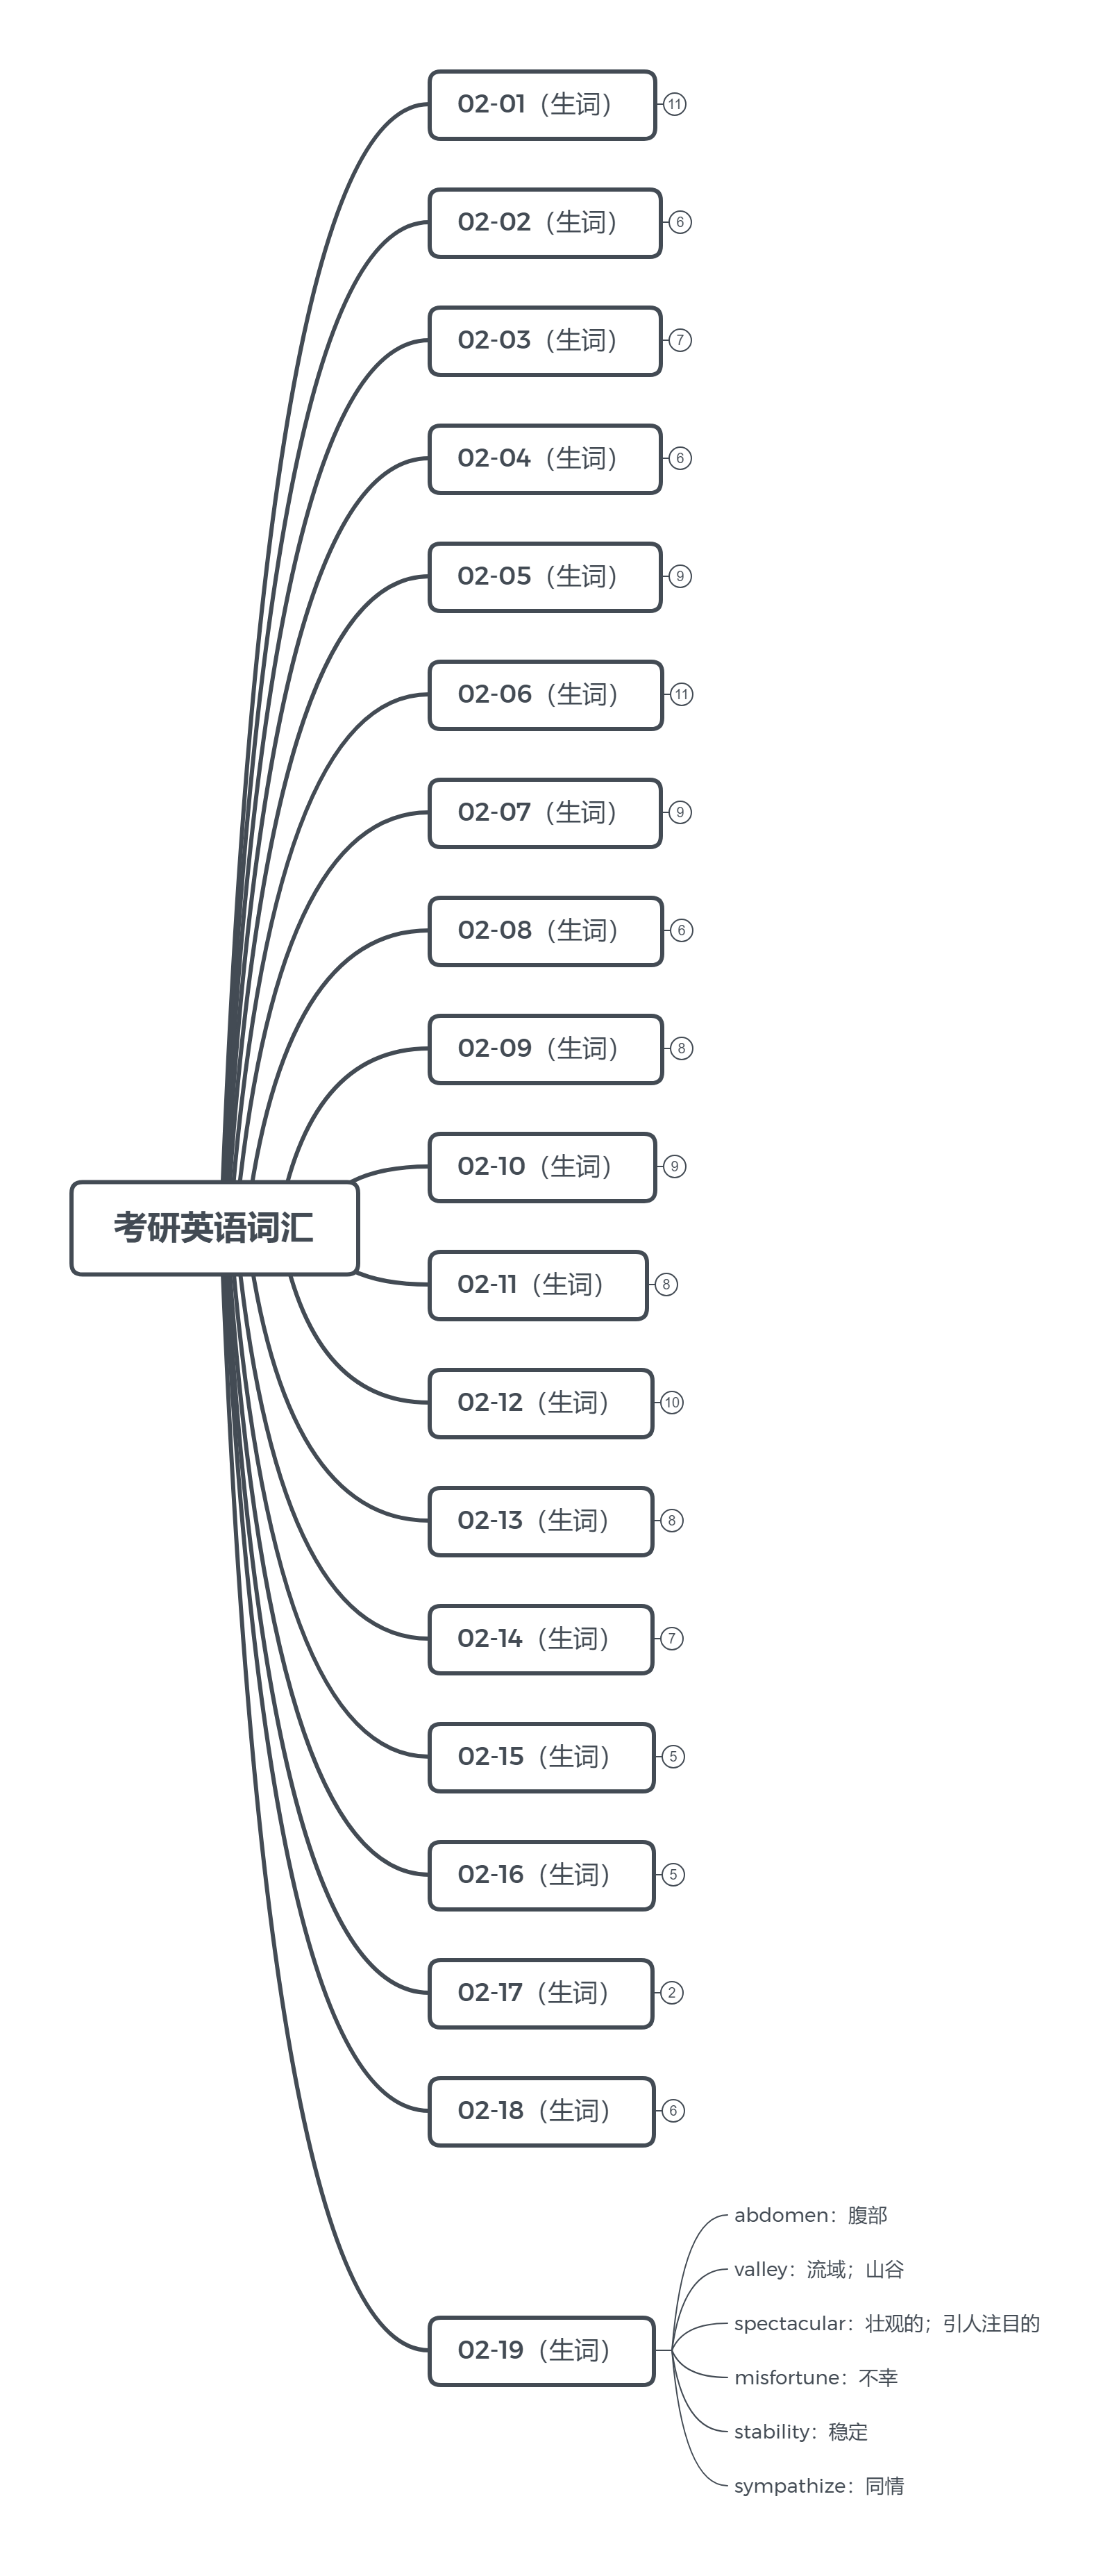 02-01（生词）
11
02-02（生词）
6
02-03（生词）
7
02-04（生词）
6
02-05（生词）
9
02-06（生词）
11
02-07（生词）
9
02-08（生词）
6
02-09（生词）
8
02-10（生词）
9
考研英语词汇
02-11（生词）
8
02-12（生词）
10
02-13（生词）
8
02-14（生词）
7
02-15（生词）
5
02-16（生词）
5
02-17（生词）
2
02-18（生词）
6
02-19（生词）
abdomen：腹部
valley：流域；山谷
spectacular：壮观的；引人注目的
misfortune：不幸
stability：稳定
sympathize：同情